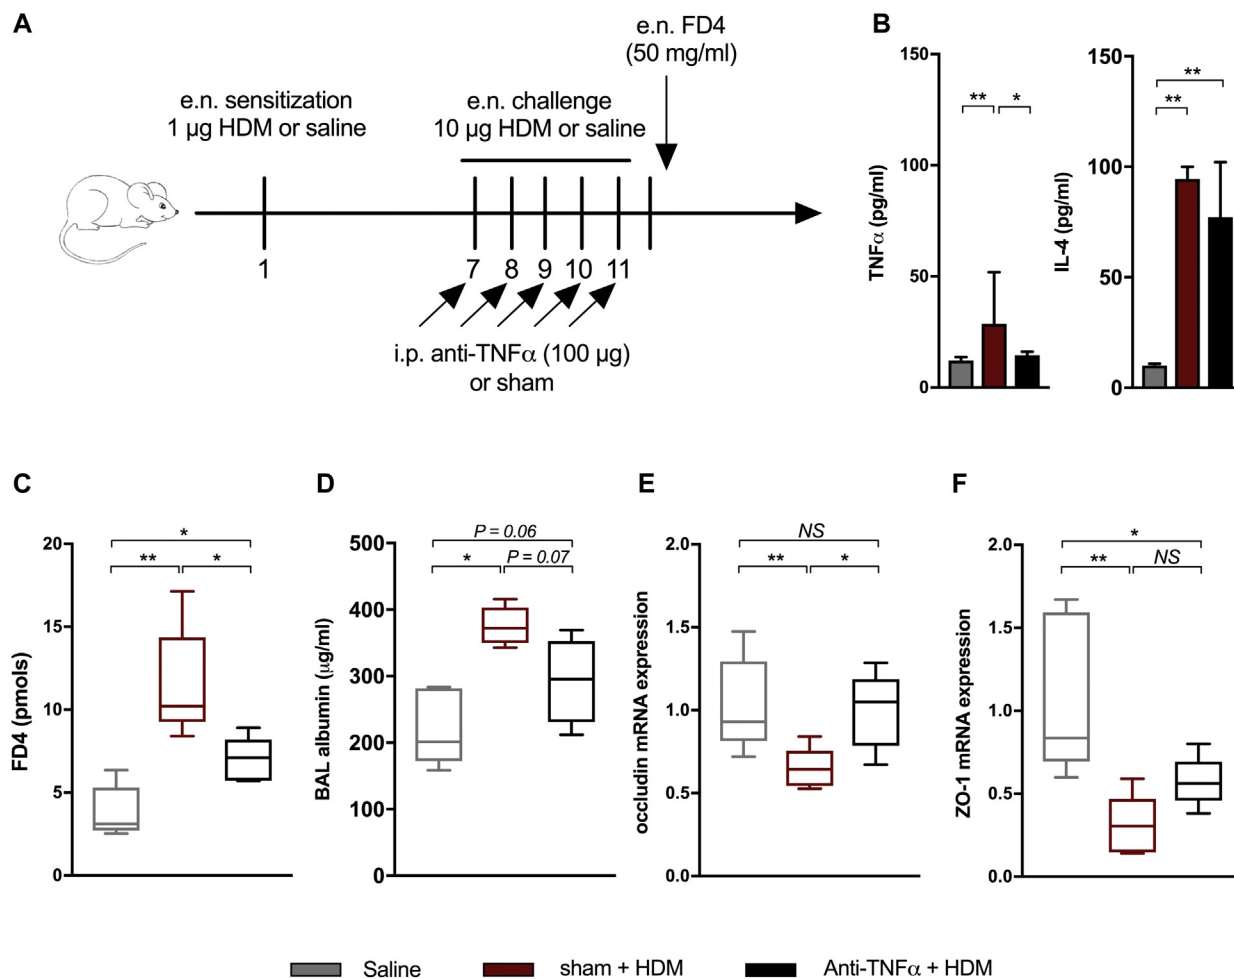 A
e.n. FD4
(50 mg/ml)
e.n. sensitization
1 µg HDM or saline
e.n. challenge
10 µg HDM or saline
1
7
8
9
10
11
i.p. anti-TNFα (100 µg)
or sham
B
TNFα (pg/ml)
150
100
50
0
**
*
IL-4 (pg/ml)
150
100
50
0
**
**
C
FD4 (pmols)
20
15
10
5
0
*
**
*
D
BAL albumin (µg/ml)
500
400
300
200
100
0
P = 0.06
*
P = 0.07
E
occludin mRNA expression
2.0
1.5
1.0
0.5
0.0
NS
**
*
F
ZO-1 mRNA expression
2.0
1.5
1.0
0.5
0.0
*
**
NS
Saline
sham + HDM
Anti-TNFα + HDM